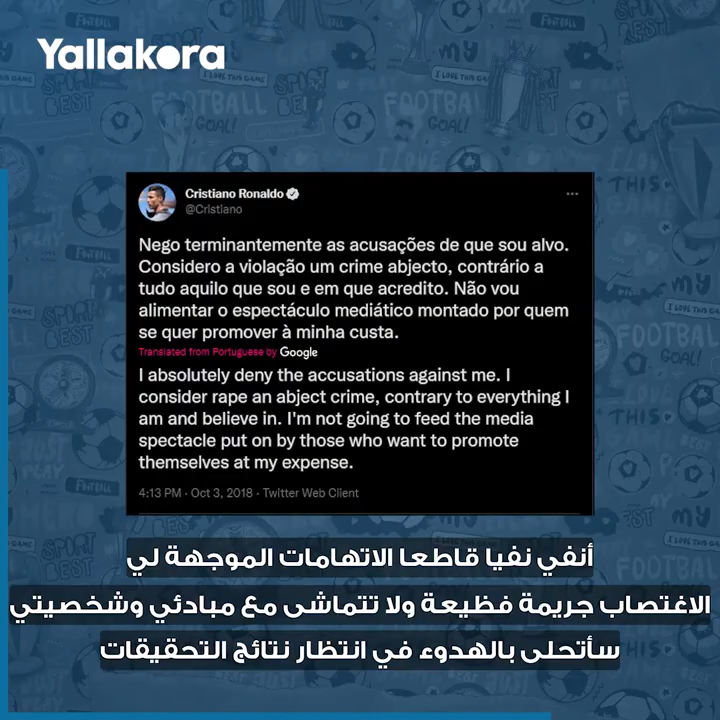 Yallakora
Cristiano Ronaldo
@Cristiano
Nego terminantemente as acusações de que sou alvo.
Considero a violação um crime abjecto, contrário a
tudo aquilo que sou e em que acredito. Não vou
alimentar o espectáculo mediático montado por quem
se quer promover à minha custa.
Translated from Portuguese by Google
I absolutely deny the accusations against me. I
consider rape an abject crime, contrary to everything I
am and believe in. I'm not going to feed the media
spectacle put on by those who want to promote
themselves at my expense.
4:13 PM · Oct 3, 2018 · Twitter Web Client
أنفي نفيا قاطعا الاتهامات الموجهة لي
الاغتصاب جريمة فظيعة ولا تتماشى مع مبادئي وشخصيتي
سأتحلى بالهدوء في انتظار نتائج التحقيقات